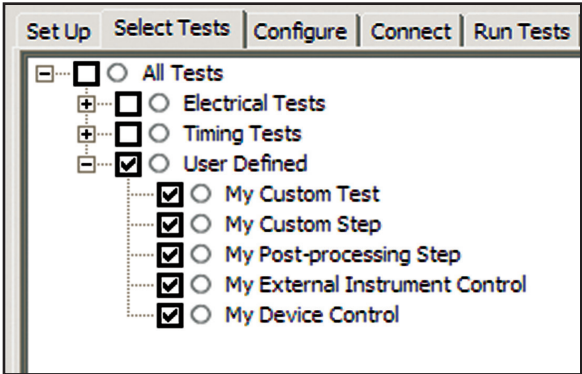 Set Up Select Tests Configure Connect Run Tests
All Tests
Electrical Tests
Timing Tests
User Defined
My Custom Test
My Custom Step
My Post-processing Step
My External Instrument Control
My Device Control